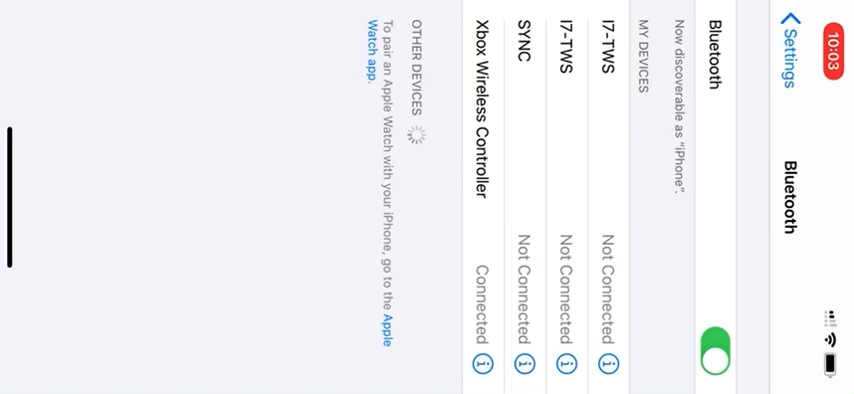 10:03
Settings
Bluetooth
Bluetooth
Now discoverable as “iPhone”.
MY DEVICES
I7-TWS Not Connected
I7-TWS Not Connected
SYNC Not Connected
Xbox Wireless Controller Connected
OTHER DEVICES
To pair an Apple Watch with your iPhone, go to the Apple
Watch app.